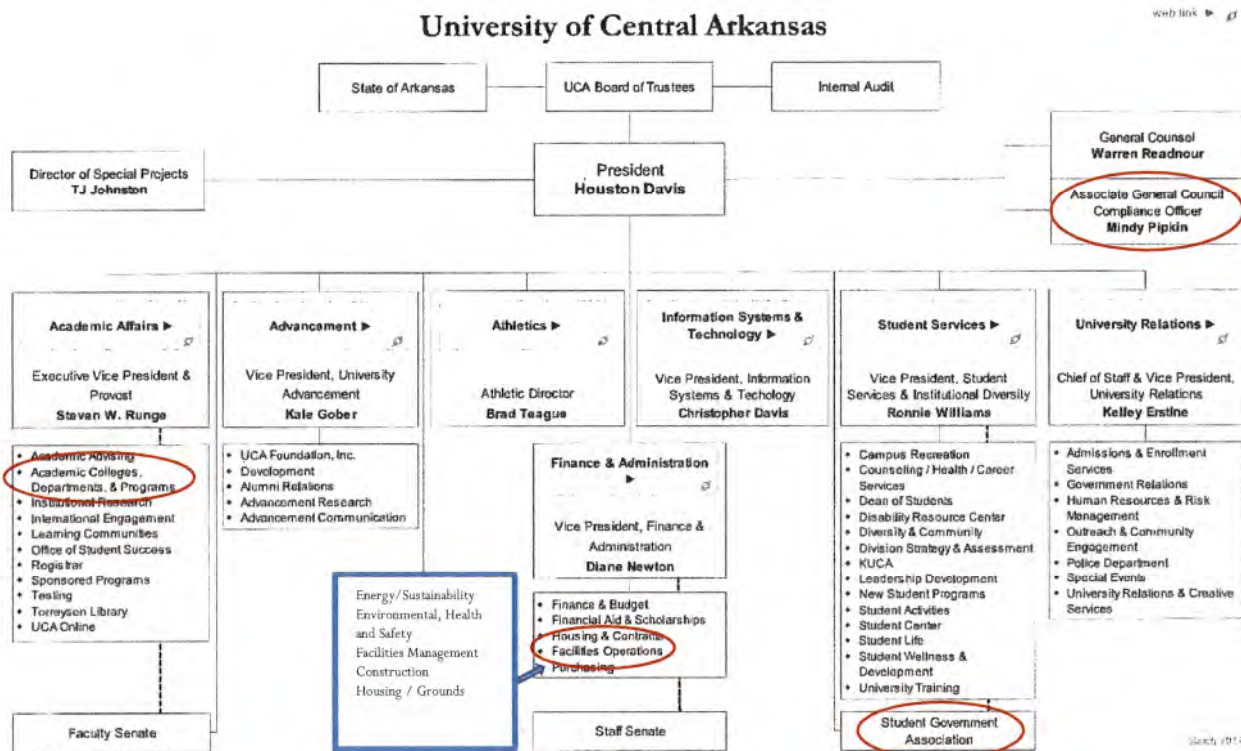 web link
University of Central Arkansas
State of Arkansas
UCA Board of Trustees
Internal Audit
General Counsel
Warren Readnour
Director of Special Projects
TJ Johnston
President
Houston Davis
Associate General Council
Compliance Officer
Mindy Pipkin
Academic Affairs ►
Executive Vice President &
Provost
Steven W. Runge
Advancement ►
Vice President, University
Advancement
Kale Gober
Athletics ►
Athletic Director
Brad Teague
Information Systems &
Technology ►
Vice President, Information
Systems & Techology
Christopher Davis
Student Services ►
Vice President, Student
Services & Institutional Diversity
Ronnie Williams
University Relations ►
Chief of Staff & Vice President,
University Relations
Kelley Erstine
Academic Advising
Academic Colleges,
Departments, & Programs
Institutional Research
International Engagement
Learning Communities
Office of Student Success
Registrar
Sponsored Programs
Testing
Torreyson Library
UCA Online
UCA Foundation, Inc.
Development
Alumni Relations
Advancement Research
Advancement Communication
Finance & Administration
►
Vice President, Finance &
Administration
Diane Newton
Campus Recreation
Counseling / Health / Career
Services
Dean of Students
Disability Resource Center
Diversity & Community
Division Strategy & Assessment
KUCA
Leadership Development
New Student Programs
Student Activities
Student Center
Student Life
Student Wellness &
Development
University Training
Admissions & Enrollment
Services
Government Relations
Human Resources & Risk
Management
Outreach & Community
Engagement
Police Department
Special Events
University Relations & Creative
Services
Energy/Sustainability
Environmental, Health
and Safety
Facilities Management
Construction
Housing / Grounds
Finance & Budget
Financial Aid & Scholarships
Housing & Contracts
Facilities Operations
Purchasing
Faculty Senate
Staff Senate
Student Government
Association